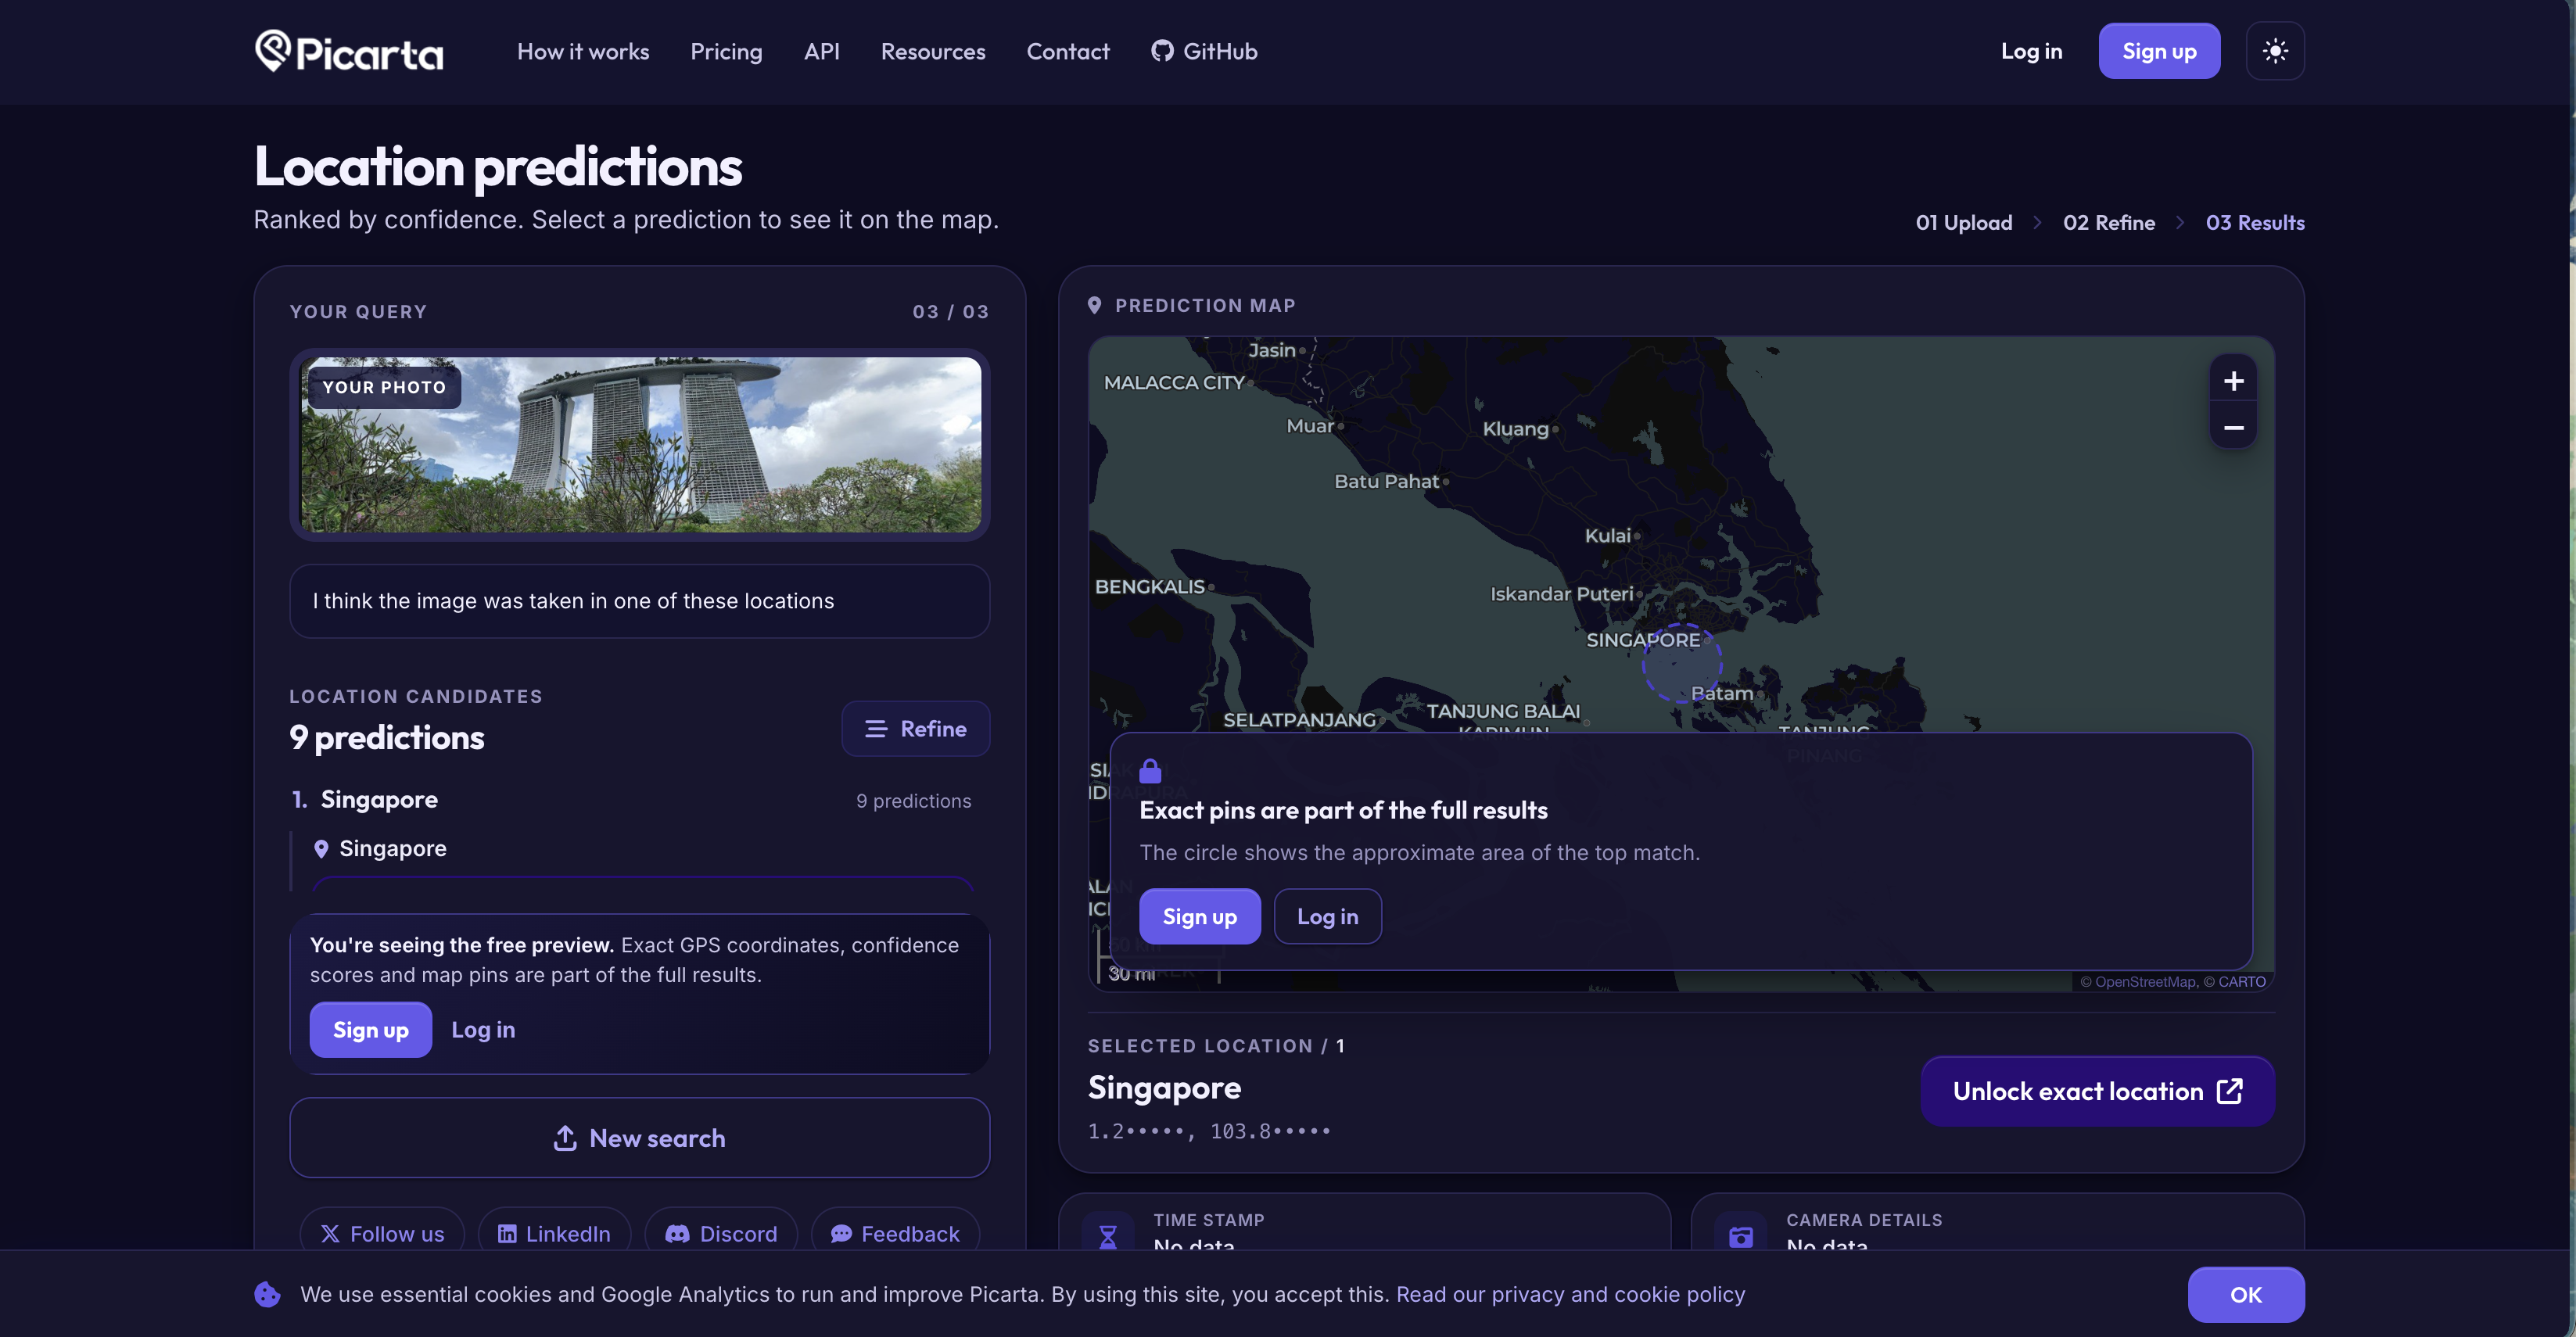 Picarta
How it works
Pricing
API
Resources
Contact
GitHub
Log in
Sign up
Location predictions
Ranked by confidence. Select a prediction to see it on the map.
01 Upload
02 Refine
03 Results
YOUR QUERY
03 / 03
YOUR PHOTO
I think the image was taken in one of these locations
LOCATION CANDIDATES
9 predictions
Refine
1. Singapore
9 predictions
Singapore
You're seeing the free preview. Exact GPS coordinates, confidence
scores and map pins are part of the full results.
Sign up
Log in
New search
Follow us
LinkedIn
Discord
Feedback
PREDICTION MAP
Jasin
MALACCA CITY
Muar
Kluang
Batu Pahat
Kulai
BENGKALIS
Iskandar Puteri
SINGAPORE
Batam
SELATPANJANG
TANJUNG BALAI
KARIMUN
TANJUNG
PINANG
+
−
Exact pins are part of the full results
The circle shows the approximate area of the top match.
Sign up
Log in
30 mi
© OpenStreetMap, © CARTO
SELECTED LOCATION / 1
Singapore
1.2•••••, 103.8•••••
Unlock exact location
TIME STAMP
No data
CAMERA DETAILS
No data
We use essential cookies and Google Analytics to run and improve Picarta. By using this site, you accept this. Read our privacy and cookie policy
OK